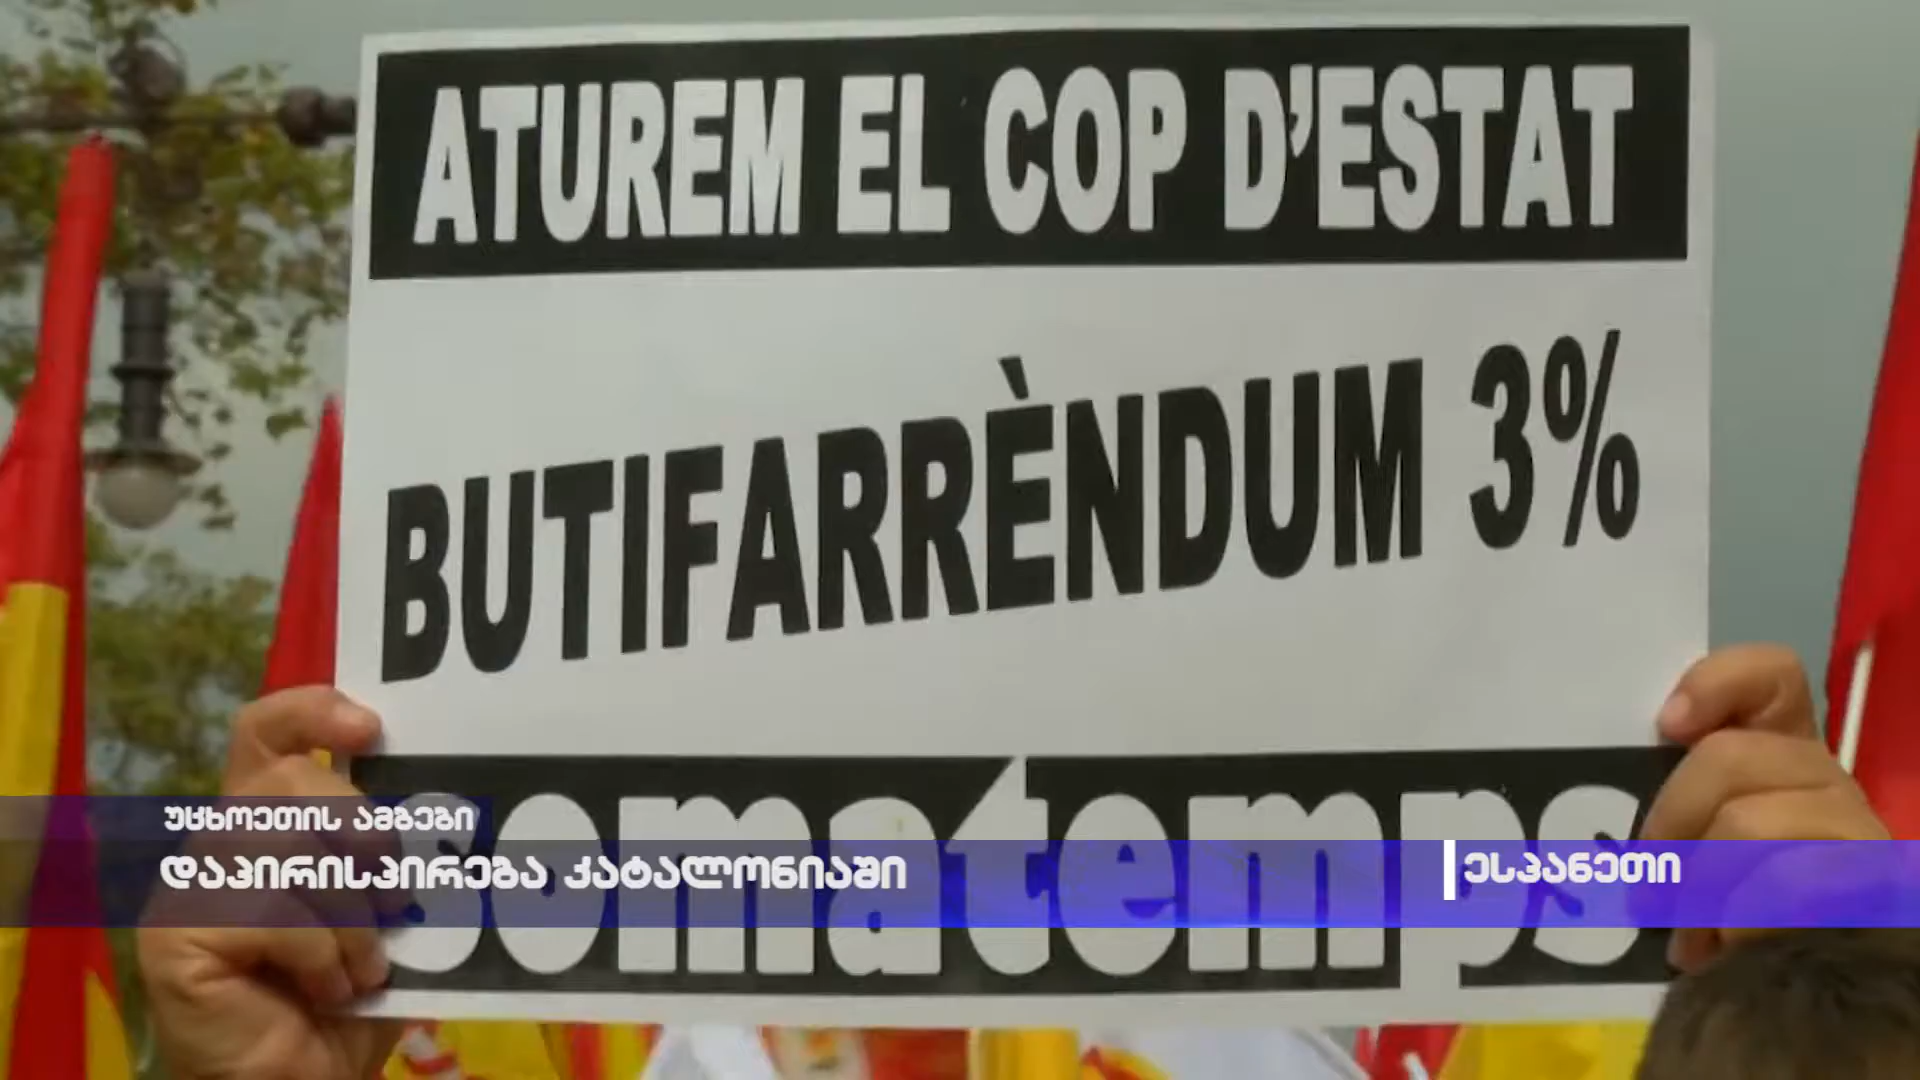 ATUREM EL COP D'ESTAT
BUTIFARRÈNDUM 3%
somatemps
უცხოეთის ამბები
დაპირისპირება კატალონიაში
ესპანეთი